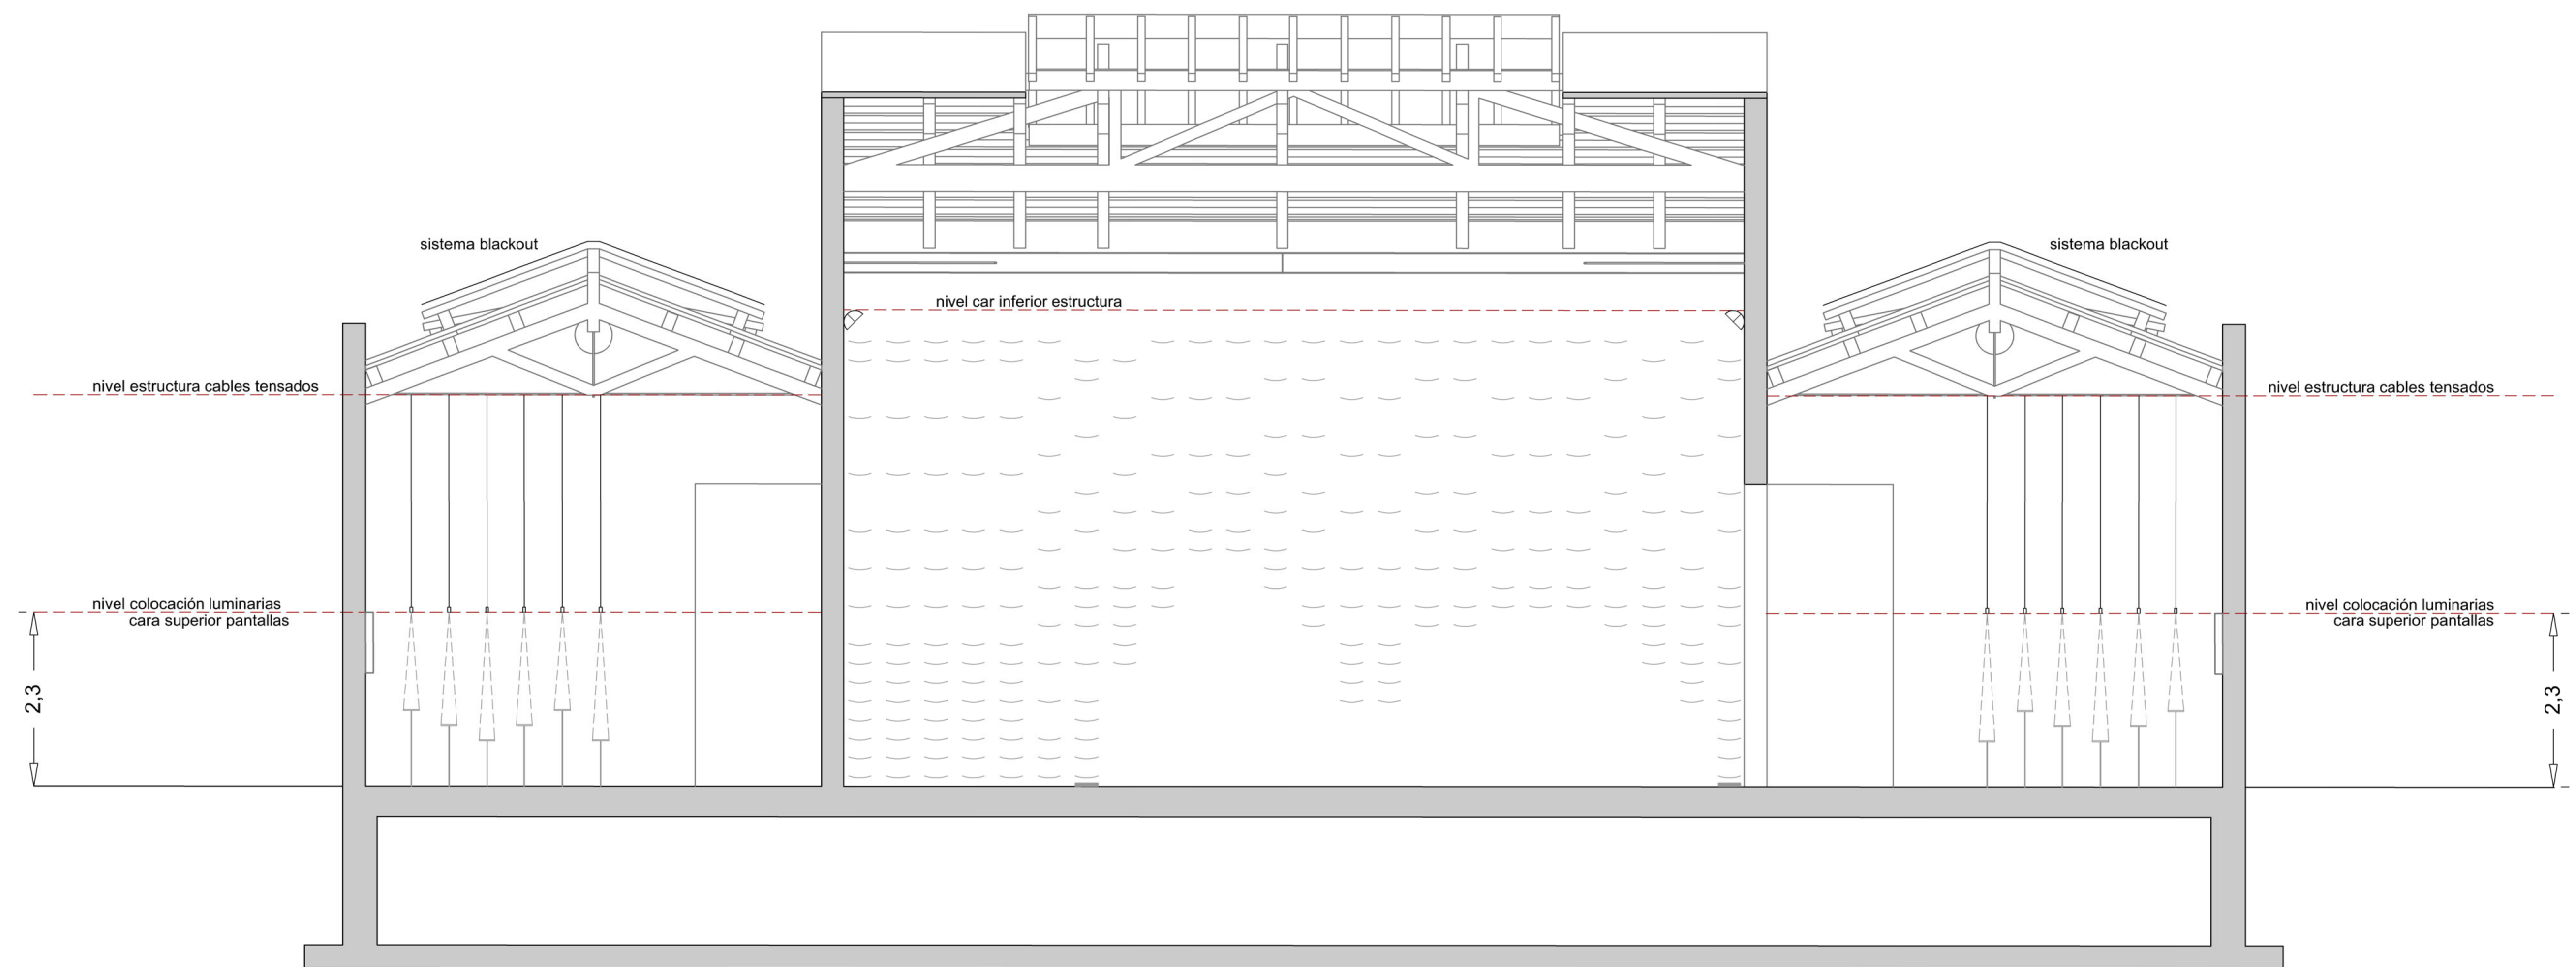 sistema blackout
sistema blackout
nivel car inferior estructura
nivel estructura cables tensados
nivel estructura cables tensados
nivel colocación luminarias
cara superior pantallas
nivel colocación luminarias
cara superior pantallas
2,3
2,3